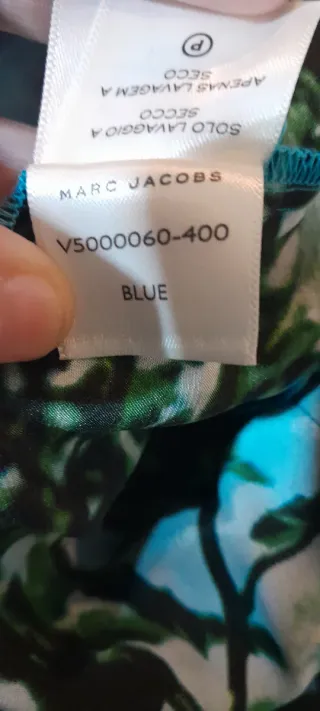 Ⓟ
APENAS LAVAGEM A
SECO
SOLO LAVAGGIO A
SECCO
MARC JACOBS
V5000060-400
BLUE